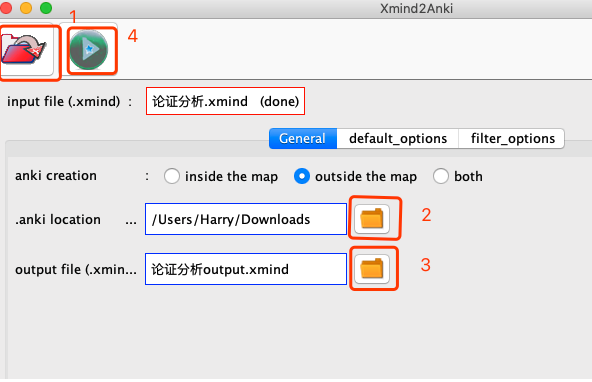 Xmind2Anki
1
4
input file (.xmind) : 论证分析.xmind (done)
General default_options filter_options
anki creation : inside the map outside the map both
.anki location ... /Users/Harry/Downloads 2
output file (.xmin... 论证分析output.xmind 3